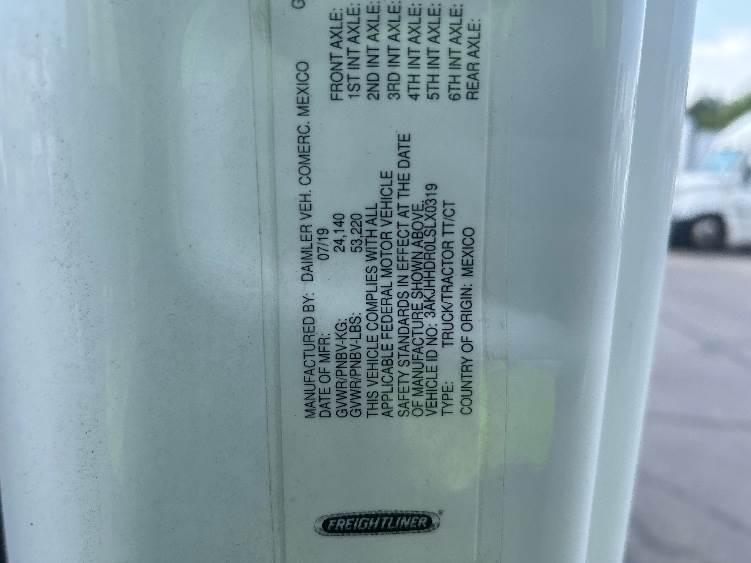 MANUFACTURED BY: DAIMLER VEH. COMERC. MEXICO
DATE OF MFR: 07/19
GVWR/PNBV-KG: 24,140
GVWR/PNBV-LBS: 53,220
THIS VEHICLE COMPLIES WITH ALL
APPLICABLE FEDERAL MOTOR VEHICLE
SAFETY STANDARDS IN EFFECT AT THE DATE
OF MANUFACTURE SHOWN ABOVE.
VEHICLE ID NO: 3AKJHHDR0LSLX0319
TYPE: TRUCK/TRACTOR TT/CT
COUNTRY OF ORIGIN: MEXICO
G
FRONT AXLE:
1ST INT AXLE:
2ND INT AXLE:
3RD INT AXLE:
4TH INT AXLE:
5TH INT AXLE:
6TH INT AXLE:
REAR AXLE:
FREIGHTLINER